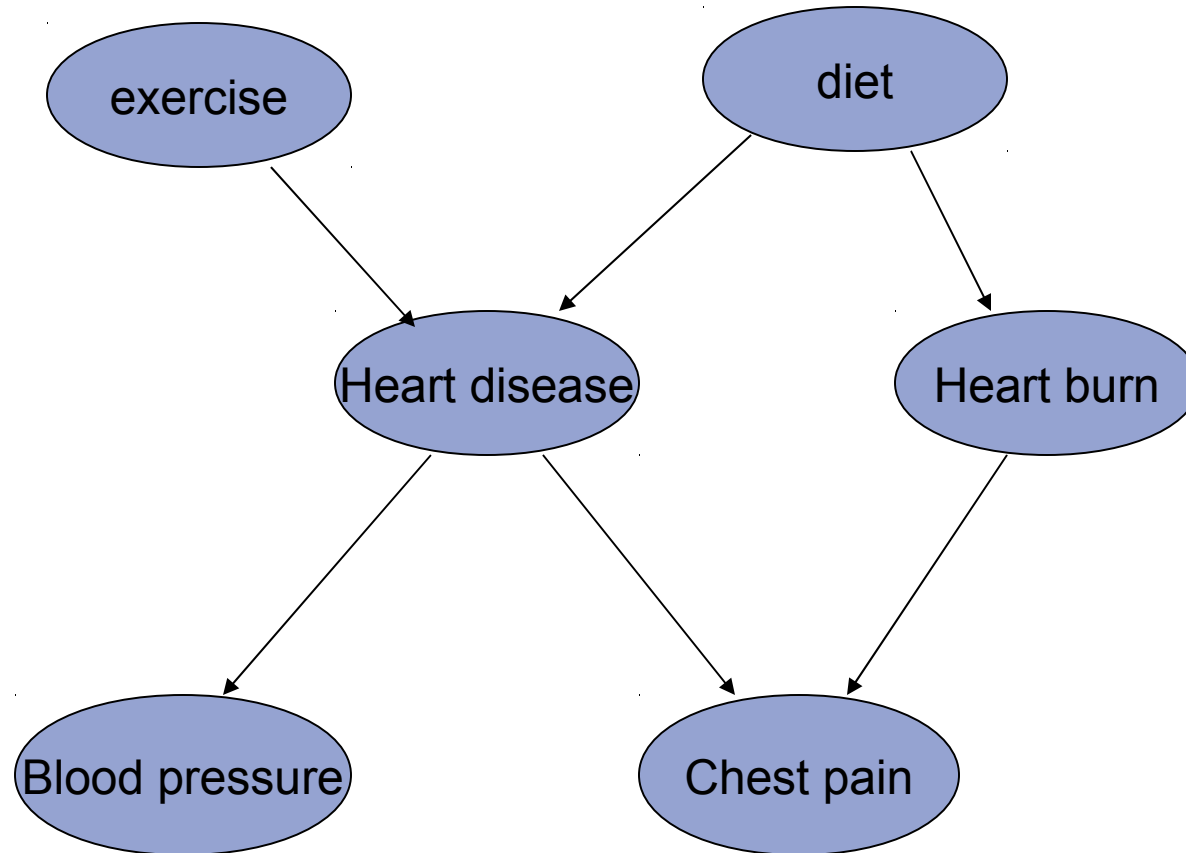 exercise
diet
Heart disease
Heart burn
Blood pressure
Chest pain